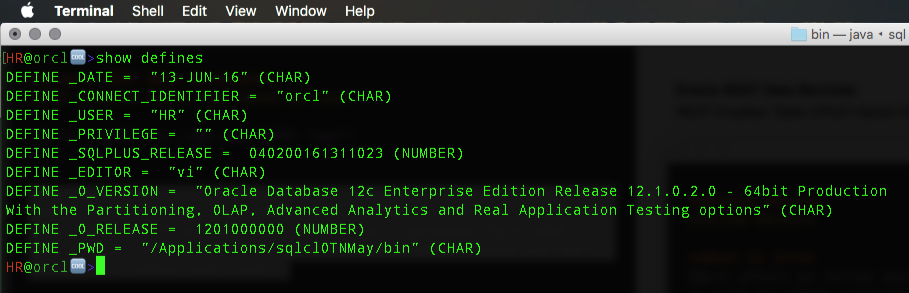 Terminal Shell Edit View Window Help
bin — java ◂ sql
[HR@orcl🆒>show defines
DEFINE _DATE =  "13-JUN-16" (CHAR)
DEFINE _CONNECT_IDENTIFIER =  "orcl" (CHAR)
DEFINE _USER =  "HR" (CHAR)
DEFINE _PRIVILEGE =  "" (CHAR)
DEFINE _SQLPLUS_RELEASE =  040200161311023 (NUMBER)
DEFINE _EDITOR =  "vi" (CHAR)
DEFINE _O_VERSION =  "Oracle Database 12c Enterprise Edition Release 12.1.0.2.0 - 64bit Production
With the Partitioning, OLAP, Advanced Analytics and Real Application Testing options" (CHAR)
DEFINE _O_RELEASE =  1201000000 (NUMBER)
DEFINE _PWD =  "/Applications/sqlclOTNMay/bin" (CHAR)
HR@orcl🆒>